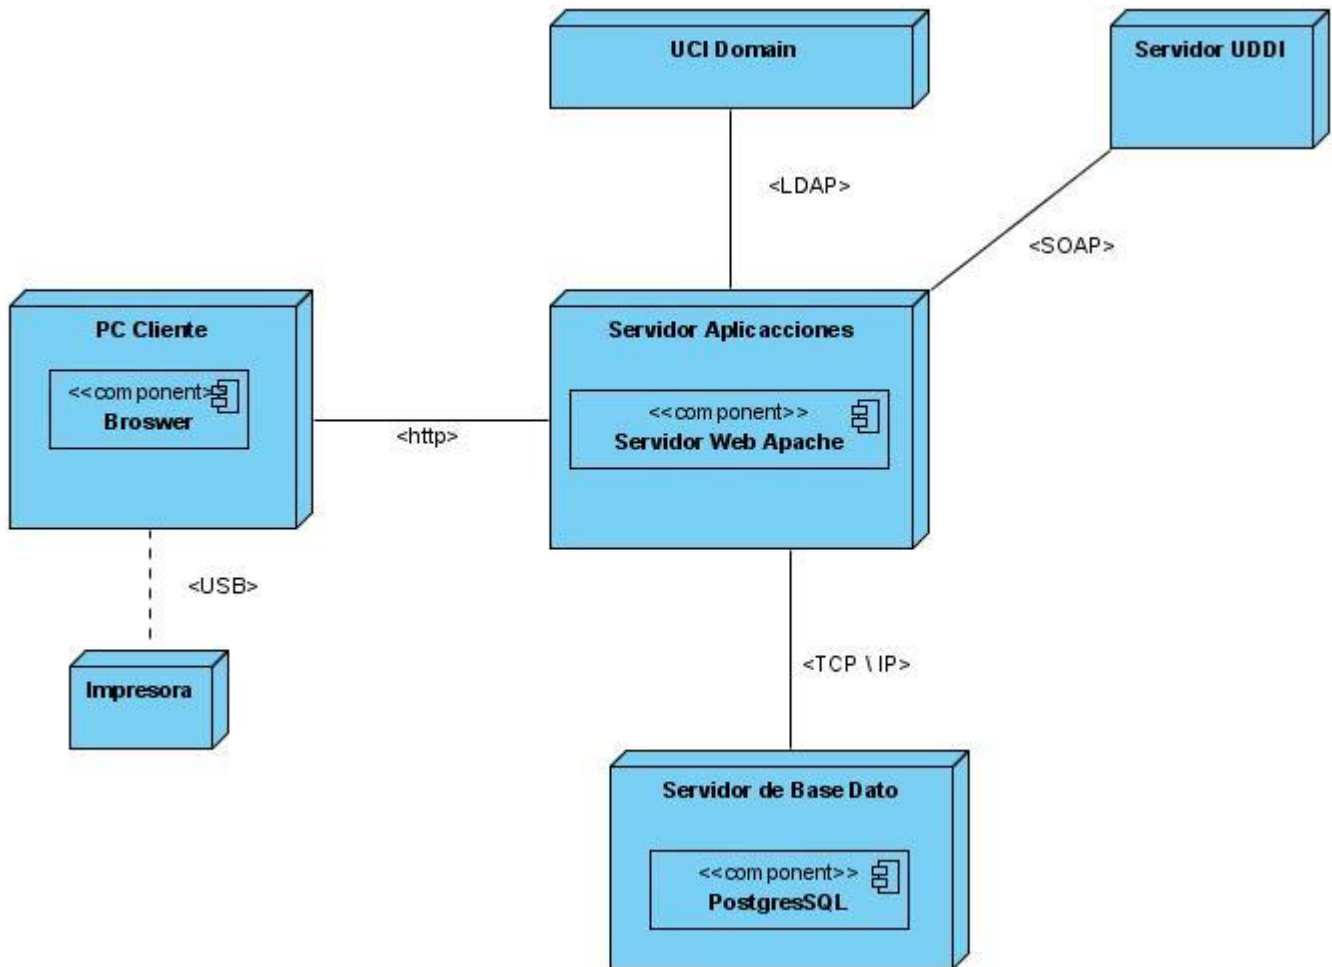 UCI Domain
Servidor UDDI
<LDAP>
<SOAP>
PC Cliente
<<component>>
Broswer
<http>
Servidor Aplicacciones
<<component>>
Servidor Web Apache
<USB>
Impresora
<TCP \ IP>
Servidor de Base Dato
<<component>>
PostgresSQL